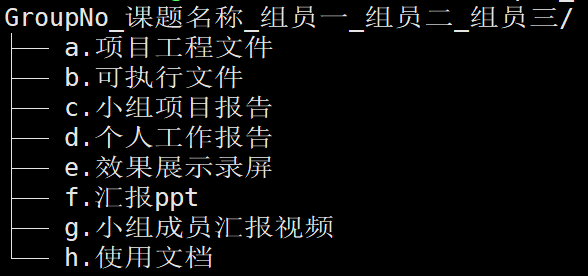 GroupNo_课题名称_组员一_组员二_组员三/
├── a.项目工程文件
├── b.可执行文件
├── c.小组项目报告
├── d.个人工作报告
├── e.效果展示录屏
├── f.汇报ppt
├── g.小组成员汇报视频
└── h.使用文档